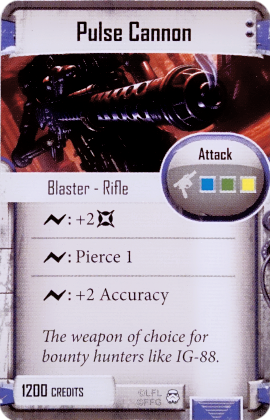 Pulse Cannon
Attack
Blaster - Rifle
: +2
: Pierce 1
: +2 Accuracy
The weapon of choice for
bounty hunters like IG-88.
1200 CREDITS
©LFL
©FFG